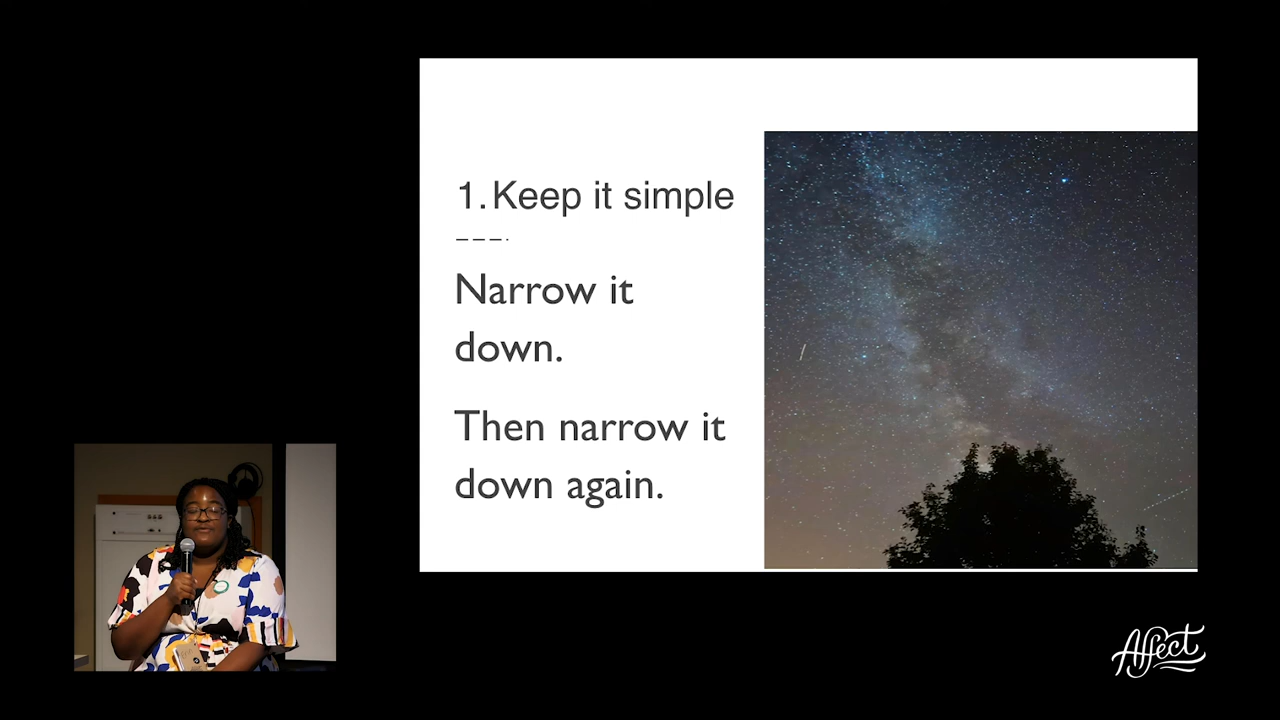 1. Keep it simple
Narrow it
down.
Then narrow it
down again.
Affect